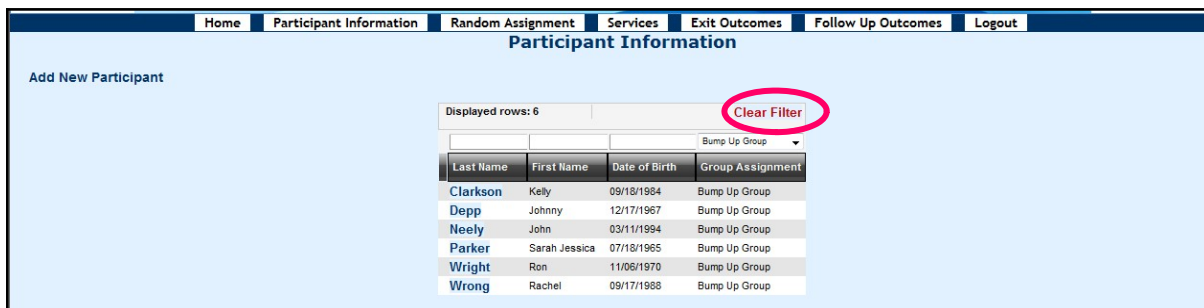 Home Participant Information Random Assignment Services Exit Outcomes Follow Up Outcomes Logout
Participant Information
Add New Participant
Displayed rows: 6 Clear Filter
Bump Up Group
Last Name First Name Date of Birth Group Assignment
Clarkson Kelly 09/18/1984 Bump Up Group
Depp Johnny 12/17/1967 Bump Up Group
Neely John 03/11/1994 Bump Up Group
Parker Sarah Jessica 07/18/1965 Bump Up Group
Wright Ron 11/06/1970 Bump Up Group
Wrong Rachel 09/17/1988 Bump Up Group